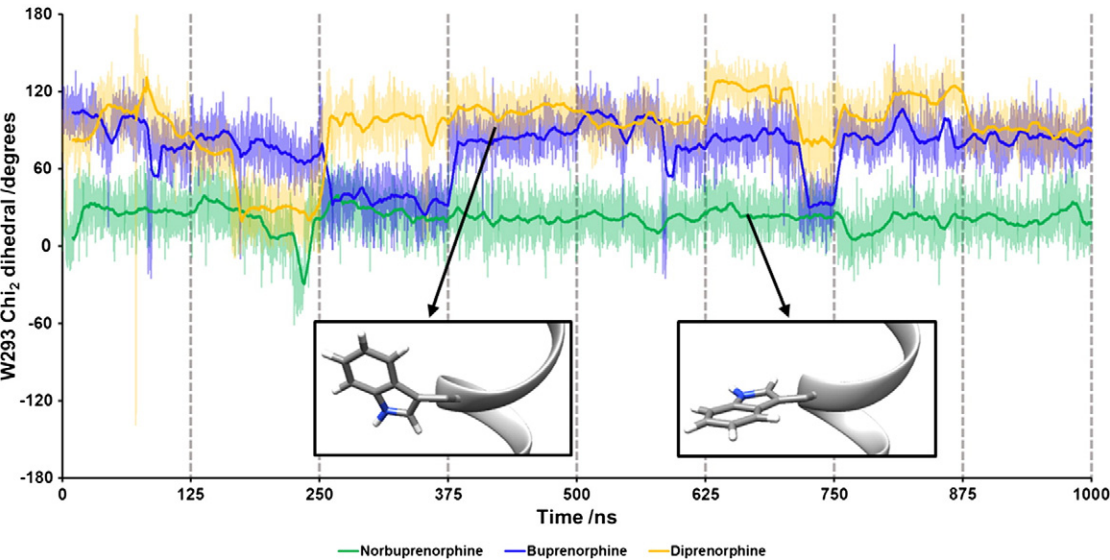 180
120
60
0
-60
-120
-180
W293 Chi2 dihedral /degrees
0 125 250 375 500 625 750 875 1000
Time /ns
Norbuprenorphine Buprenorphine Diprenorphine